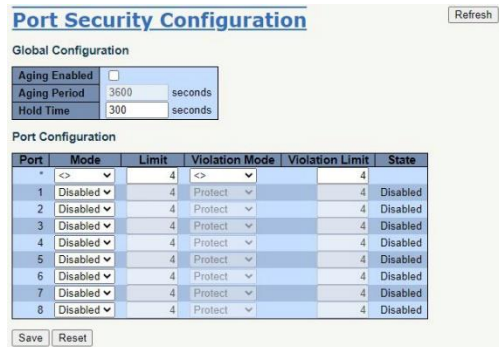 Port Security Configuration
Refresh
Global Configuration
Aging Enabled
Aging Period 3600 seconds
Hold Time 300 seconds
Port Configuration
Port Mode Limit Violation Mode Violation Limit State
* <> 4 <> 4
1 Disabled 4 Protect 4 Disabled
2 Disabled 4 Protect 4 Disabled
3 Disabled 4 Protect 4 Disabled
4 Disabled 4 Protect 4 Disabled
5 Disabled 4 Protect 4 Disabled
6 Disabled 4 Protect 4 Disabled
7 Disabled 4 Protect 4 Disabled
8 Disabled 4 Protect 4 Disabled
Save Reset